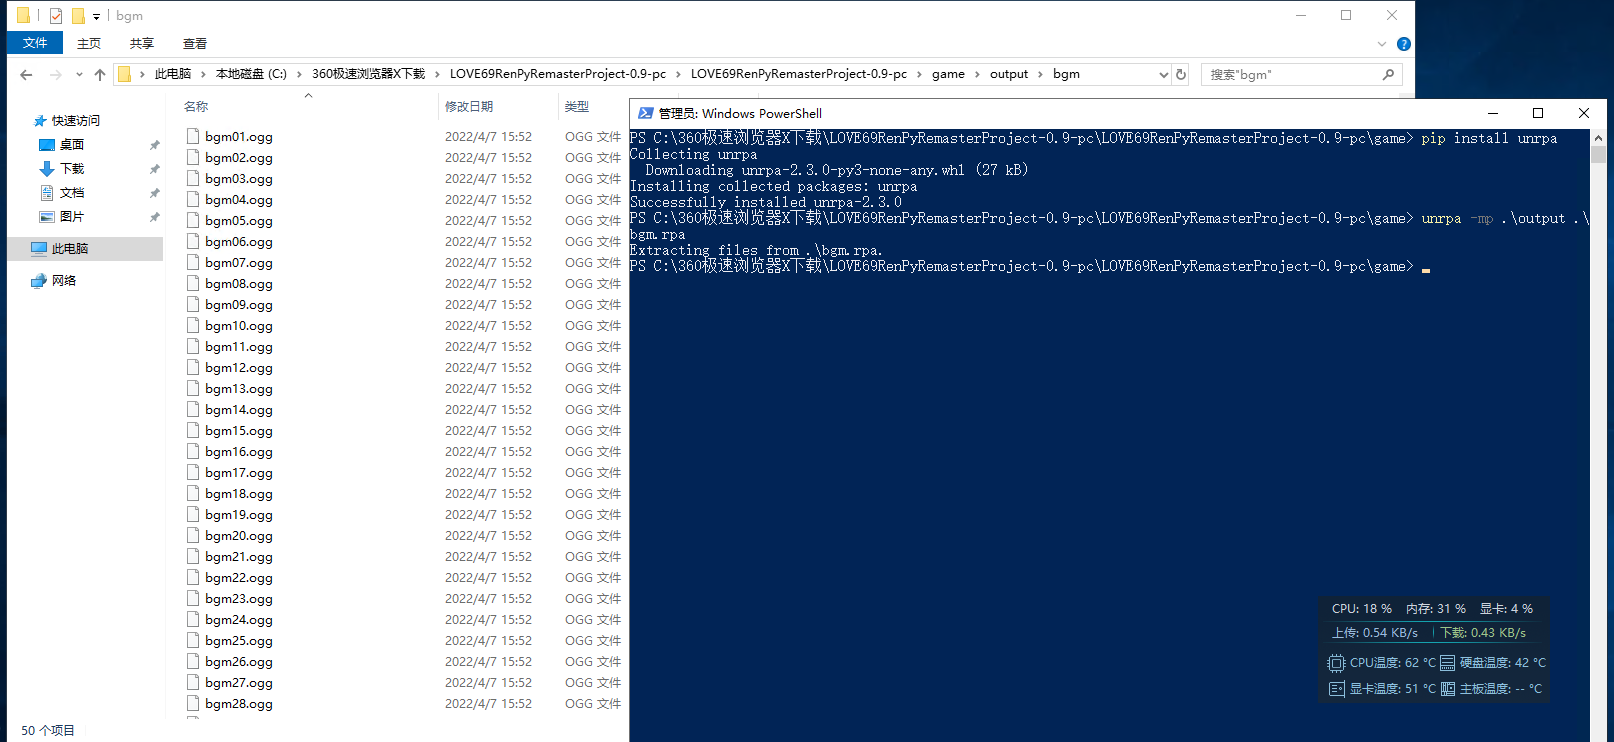 bgm
文件 主页 共享 查看
此电脑 本地磁盘 (C:) 360极速浏览器X下载 LOVE69RenPyRemasterProject-0.9-pc LOVE69RenPyRemasterProject-0.9-pc game output bgm 搜索"bgm"
快速访问
桌面
下载
文档
图片
此电脑
网络
名称 修改日期 类型
bgm01.ogg 2022/4/7 15:52 OGG 文件
bgm02.ogg 2022/4/7 15:52 OGG 文件
bgm03.ogg 2022/4/7 15:52 OGG 文件
bgm04.ogg 2022/4/7 15:52 OGG 文件
bgm05.ogg 2022/4/7 15:52 OGG 文件
bgm06.ogg 2022/4/7 15:52 OGG 文件
bgm07.ogg 2022/4/7 15:52 OGG 文件
bgm08.ogg 2022/4/7 15:52 OGG 文件
bgm09.ogg 2022/4/7 15:52 OGG 文件
bgm10.ogg 2022/4/7 15:52 OGG 文件
bgm11.ogg 2022/4/7 15:52 OGG 文件
bgm12.ogg 2022/4/7 15:52 OGG 文件
bgm13.ogg 2022/4/7 15:52 OGG 文件
bgm14.ogg 2022/4/7 15:52 OGG 文件
bgm15.ogg 2022/4/7 15:52 OGG 文件
bgm16.ogg 2022/4/7 15:52 OGG 文件
bgm17.ogg 2022/4/7 15:52 OGG 文件
bgm18.ogg 2022/4/7 15:52 OGG 文件
bgm19.ogg 2022/4/7 15:52 OGG 文件
bgm20.ogg 2022/4/7 15:52 OGG 文件
bgm21.ogg 2022/4/7 15:52 OGG 文件
bgm22.ogg 2022/4/7 15:52 OGG 文件
bgm23.ogg 2022/4/7 15:52 OGG 文件
bgm24.ogg 2022/4/7 15:52 OGG 文件
bgm25.ogg 2022/4/7 15:52 OGG 文件
bgm26.ogg 2022/4/7 15:52 OGG 文件
bgm27.ogg 2022/4/7 15:52 OGG 文件
bgm28.ogg 2022/4/7 15:52 OGG 文件
50 个项目
管理员: Windows PowerShell
PS C:\360极速浏览器X下载\LOVE69RenPyRemasterProject-0.9-pc\LOVE69RenPyRemasterProject-0.9-pc\game> pip install unrpa
Collecting unrpa
Downloading unrpa-2.3.0-py3-none-any.whl (27 kB)
Installing collected packages: unrpa
Successfully installed unrpa-2.3.0
PS C:\360极速浏览器X下载\LOVE69RenPyRemasterProject-0.9-pc\LOVE69RenPyRemasterProject-0.9-pc\game> unrpa -mp .\output .\
bgm.rpa
Extracting files from .\bgm.rpa.
PS C:\360极速浏览器X下载\LOVE69RenPyRemasterProject-0.9-pc\LOVE69RenPyRemasterProject-0.9-pc\game>
CPU: 18 % 内存: 31 % 显卡: 4 %
上传: 0.54 KB/s 下载: 0.43 KB/s
CPU温度: 62 °C 硬盘温度: 42 °C
显卡温度: 51 °C 主板温度: -- °C